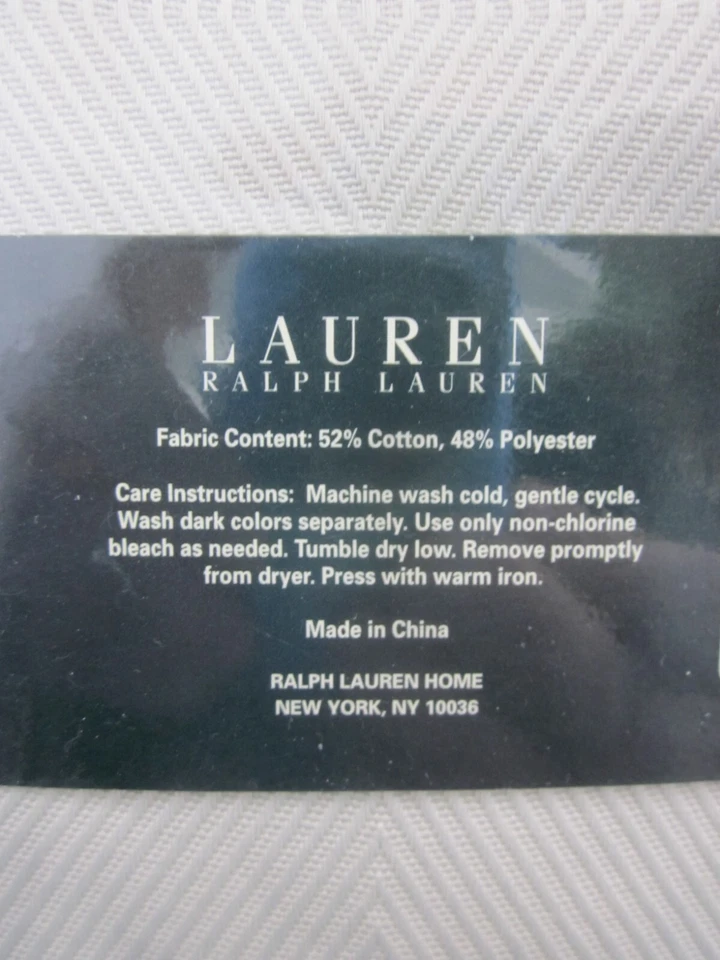 LAUREN
RALPH LAUREN
Fabric Content: 52% Cotton, 48% Polyester
Care Instructions: Machine wash cold, gentle cycle.
Wash dark colors separately. Use only non-chlorine
bleach as needed. Tumble dry low. Remove promptly
from dryer. Press with warm iron.
Made in China
RALPH LAUREN HOME
NEW YORK, NY 10036